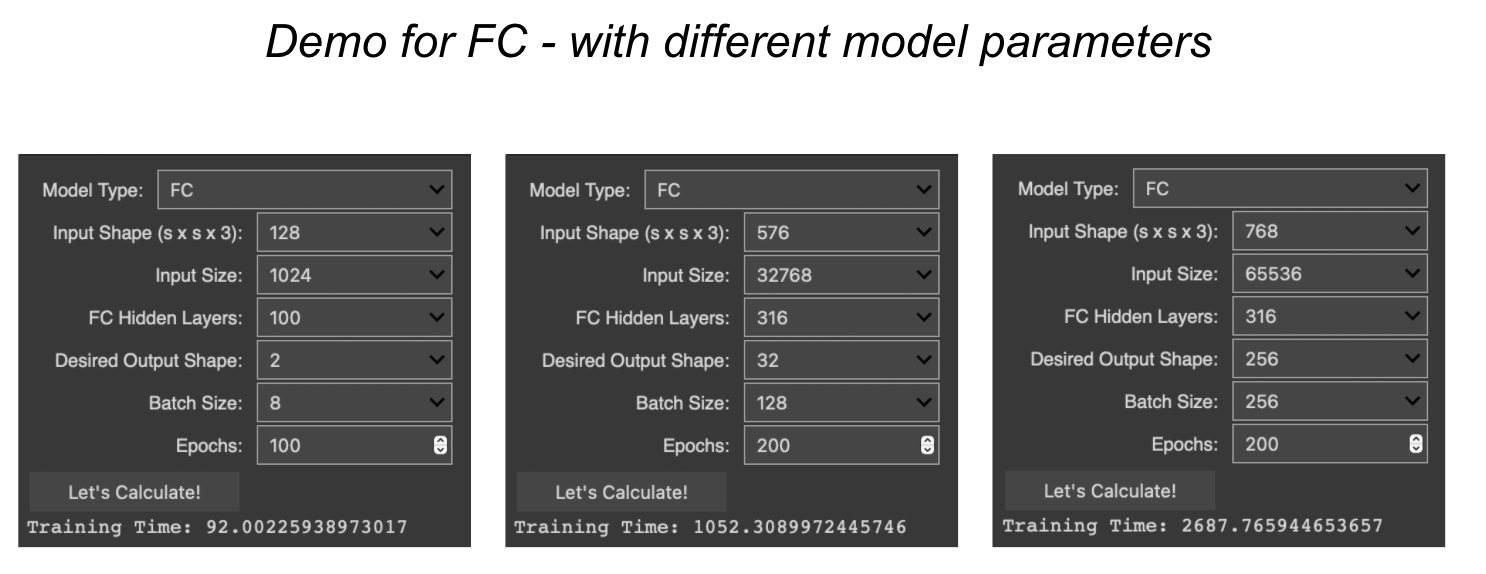 Demo for FC - with different model parameters
Model Type: FC
Input Shape (s x s x 3): 128
Input Size: 1024
FC Hidden Layers: 100
Desired Output Shape: 2
Batch Size: 8
Epochs: 100
Let's Calculate!
Training Time: 92.00225938973017
Model Type: FC
Input Shape (s x s x 3): 576
Input Size: 32768
FC Hidden Layers: 316
Desired Output Shape: 32
Batch Size: 128
Epochs: 200
Let's Calculate!
Training Time: 1052.3089972445746
Model Type: FC
Input Shape (s x s x 3): 768
Input Size: 65536
FC Hidden Layers: 316
Desired Output Shape: 256
Batch Size: 256
Epochs: 200
Let's Calculate!
Training Time: 2687.765944653657